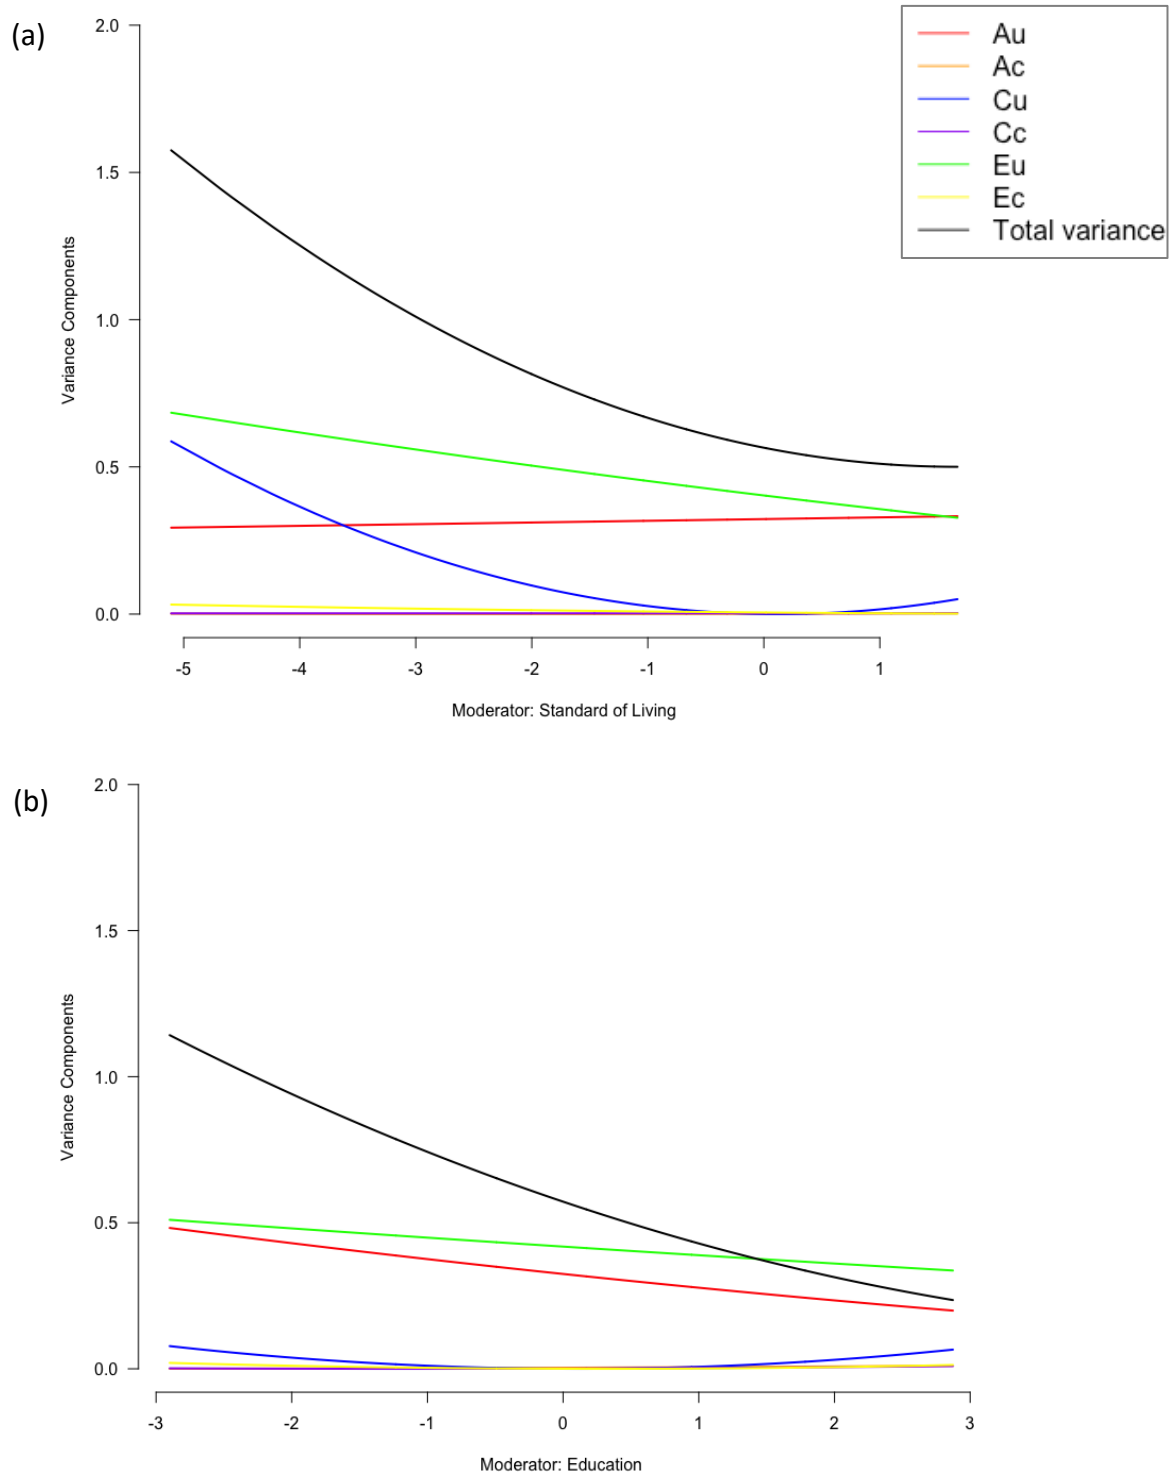 (a)
Au
Ac
Cu
Cc
Eu
Ec
Total variance
2.0
1.5
1.0
0.5
0.0
Variance Components
-5 -4 -3 -2 -1 0 1
Moderator: Standard of Living
(b)
2.0
1.5
1.0
0.5
0.0
Variance Components
-3 -2 -1 0 1 2 3
Moderator: Education